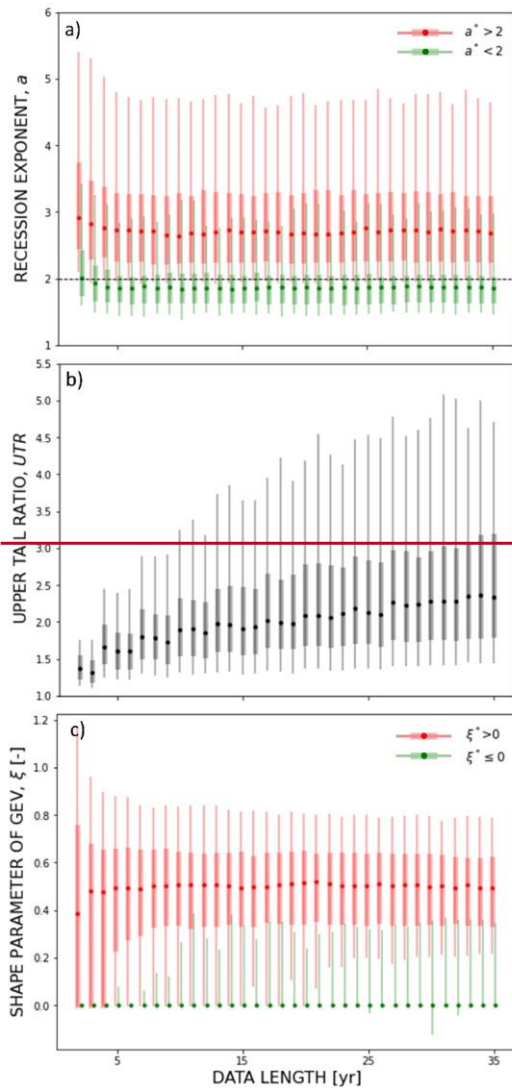 a)
a* > 2
a* < 2
RECESSION EXPONENT, a
6
5
4
3
2
1
b)
UPPER TAIL RATIO, UTR
5.5
5.0
4.5
4.0
3.5
3.0
2.5
2.0
1.5
1.0
c)
ξ* >0
ξ* ≤ 0
SHAPE PARAMETER OF GEV, ξ [-]
1.2
1.0
0.8
0.6
0.4
0.2
0.0
5 15 25 35
DATA LENGTH [yr]